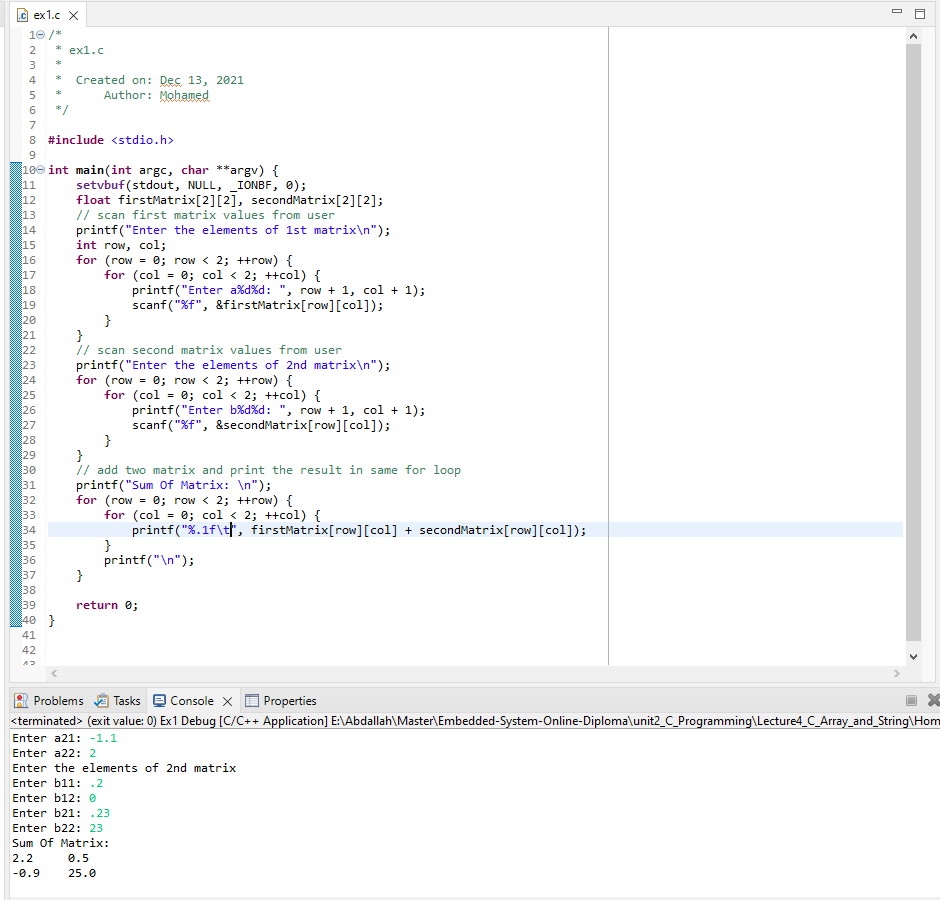 ex1.c
1 /*
2  * ex1.c
3  *
4  *  Created on: Dec 13, 2021
5  *      Author: Mohamed
6  */
7
8 #include <stdio.h>
9
10 int main(int argc, char **argv) {
11     setvbuf(stdout, NULL, _IONBF, 0);
12     float firstMatrix[2][2], secondMatrix[2][2];
13     // scan first matrix values from user
14     printf("Enter the elements of 1st matrix\n");
15     int row, col;
16     for (row = 0; row < 2; ++row) {
17         for (col = 0; col < 2; ++col) {
18             printf("Enter a%d%d: ", row + 1, col + 1);
19             scanf("%f", &firstMatrix[row][col]);
20         }
21     }
22     // scan second matrix values from user
23     printf("Enter the elements of 2nd matrix\n");
24     for (row = 0; row < 2; ++row) {
25         for (col = 0; col < 2; ++col) {
26             printf("Enter b%d%d: ", row + 1, col + 1);
27             scanf("%f", &secondMatrix[row][col]);
28         }
29     }
30     // add two matrix and print the result in same for loop
31     printf("Sum Of Matrix: \n");
32     for (row = 0; row < 2; ++row) {
33         for (col = 0; col < 2; ++col) {
34             printf("%.1f\t", firstMatrix[row][col] + secondMatrix[row][col]);
35         }
36         printf("\n");
37     }
38
39     return 0;
40 }
41
42
43
Problems Tasks Console Properties
<terminated> (exit value: 0) Ex1 Debug [C/C++ Application] E:\Abdallah\Master\Embedded-System-Online-Diploma\unit2_C_Programming\Lecture4_C_Array_and_String\Hom
Enter a21: -1.1
Enter a22: 2
Enter the elements of 2nd matrix
Enter b11: .2
Enter b12: 0
Enter b21: .23
Enter b22: 23
Sum Of Matrix:
2.2     0.5
-0.9    25.0